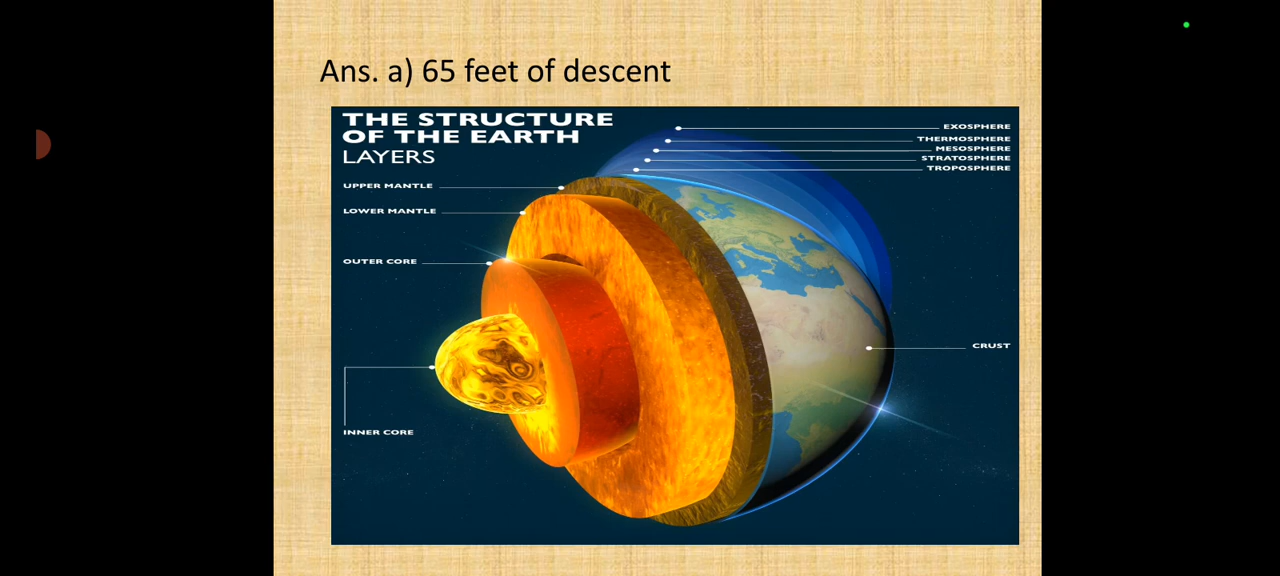 Ans. a) 65 feet of descent
THE STRUCTURE
OF THE EARTH
LAYERS
EXOSPHERE
THERMOSPHERE
MESOSPHERE
STRATOSPHERE
TROPOSPHERE
UPPER MANTLE
LOWER MANTLE
OUTER CORE
CRUST
INNER CORE